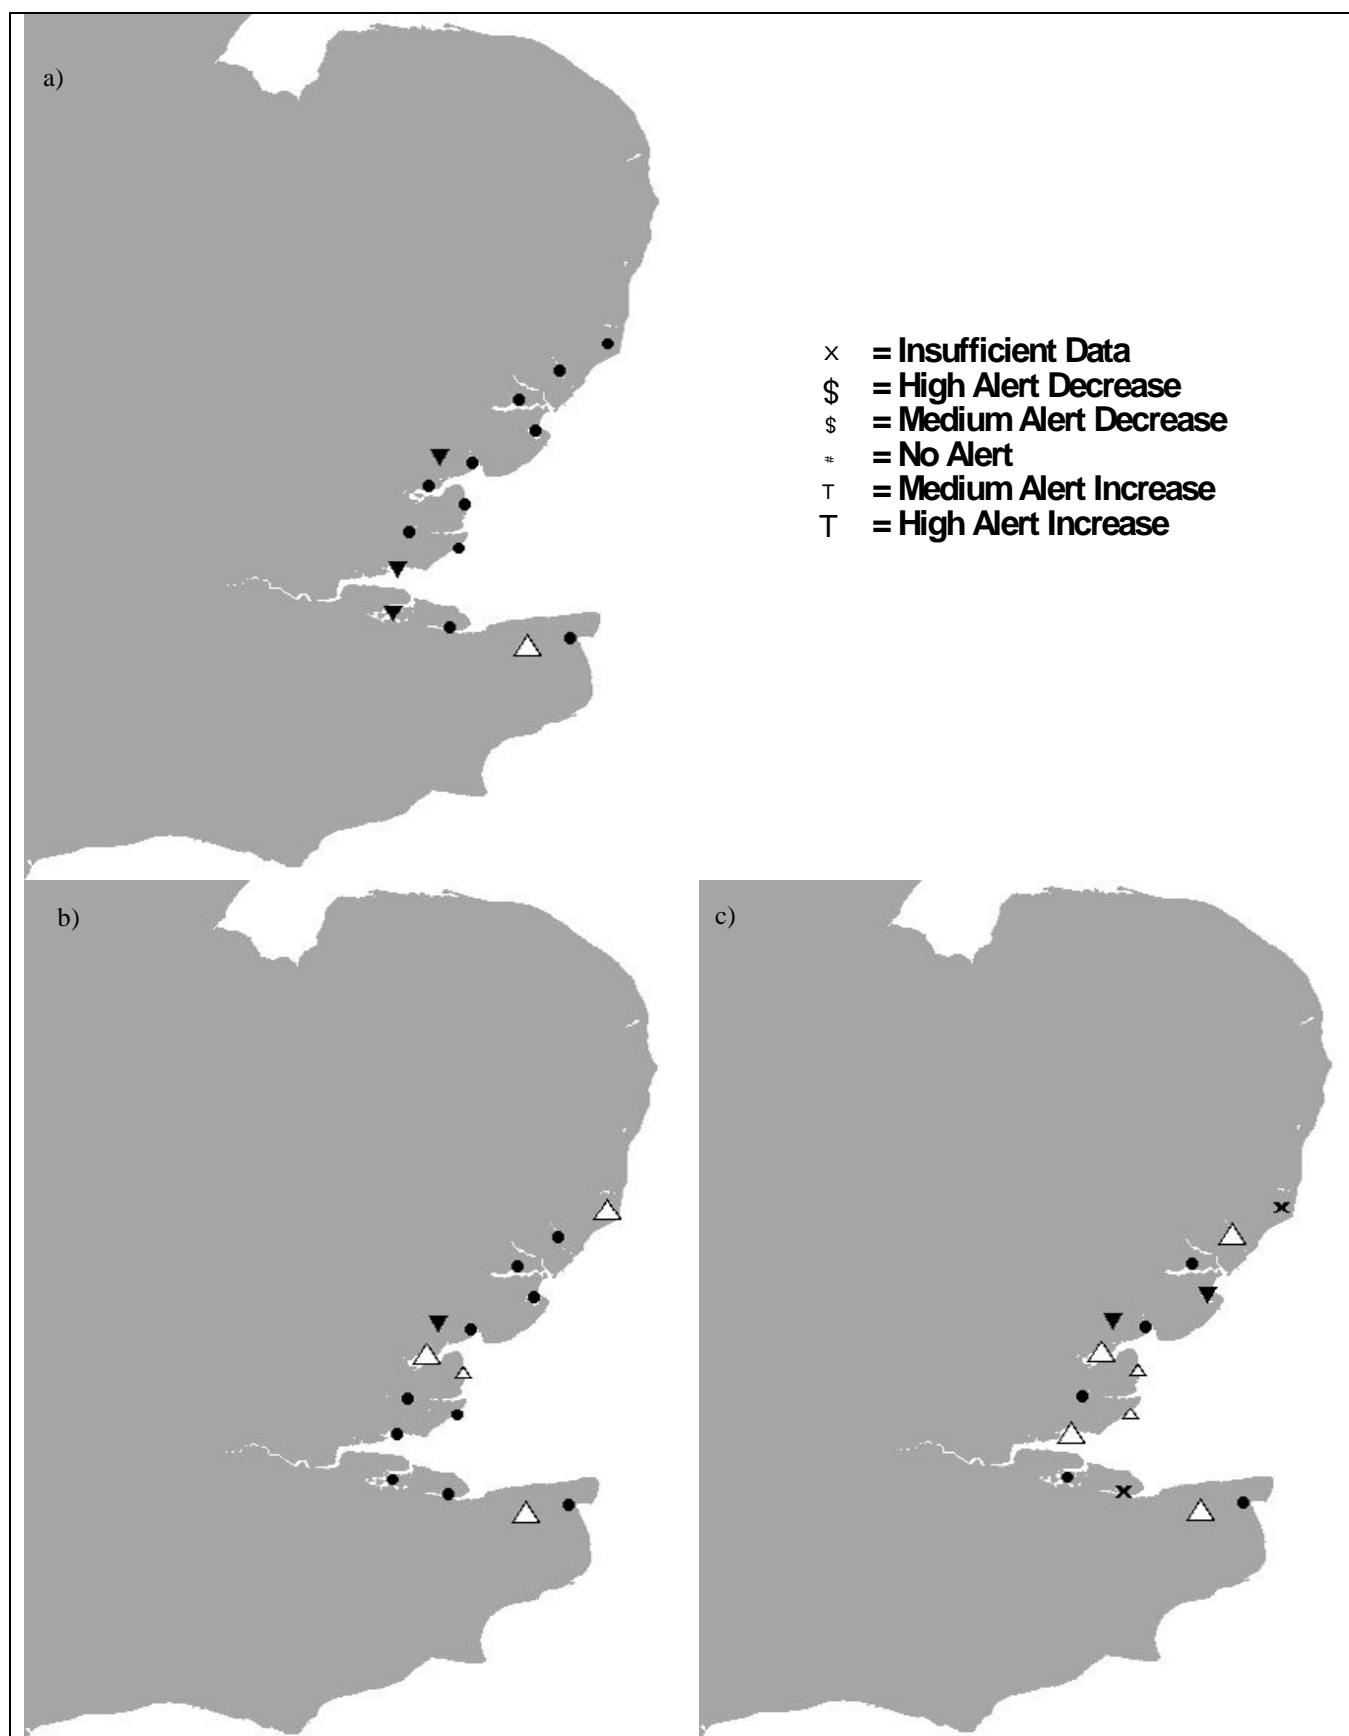 a)
x = Insufficient Data
$ = High Alert Decrease
$ = Medium Alert Decrease
# = No Alert
T = Medium Alert Increase
T = High Alert Increase
b)
c)